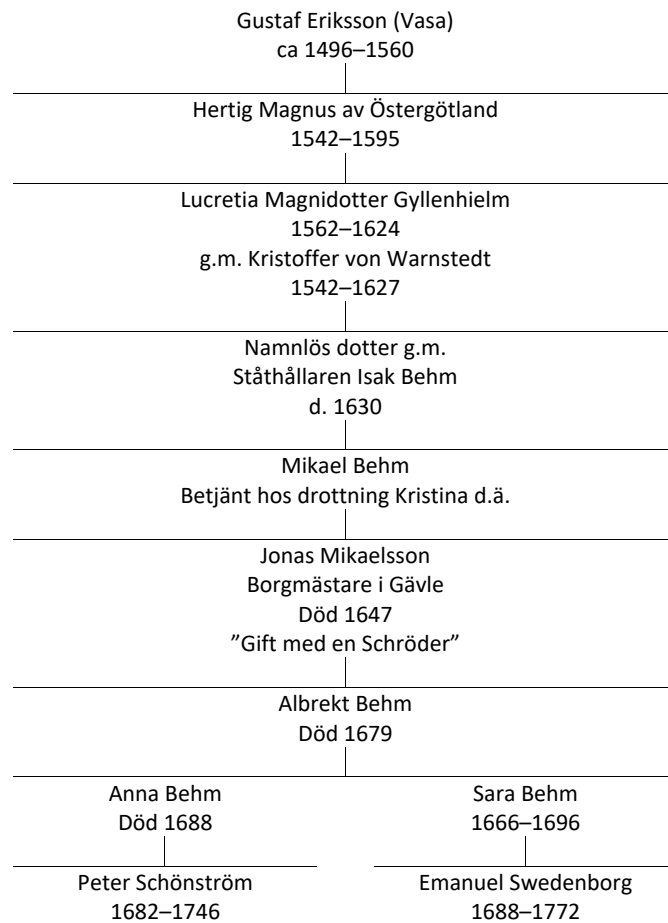 Gustaf Eriksson (Vasa)
ca 1496–1560
Hertig Magnus av Östergötland
1542–1595
Lucretia Magnidotter Gyllenhielm
1562–1624
g.m. Kristoffer von Warnstedt
1542–1627
Namnlös dotter g.m.
Ståthållaren Isak Behm
d. 1630
Mikael Behm
Betjänt hos drottning Kristina d.ä.
Jonas Mikaelsson
Borgmästare i Gävle
Död 1647
”Gift med en Schröder”
Albrekt Behm
Död 1679
Anna Behm
Död 1688
Sara Behm
1666–1696
Peter Schönström
1682–1746
Emanuel Swedenborg
1688–1772